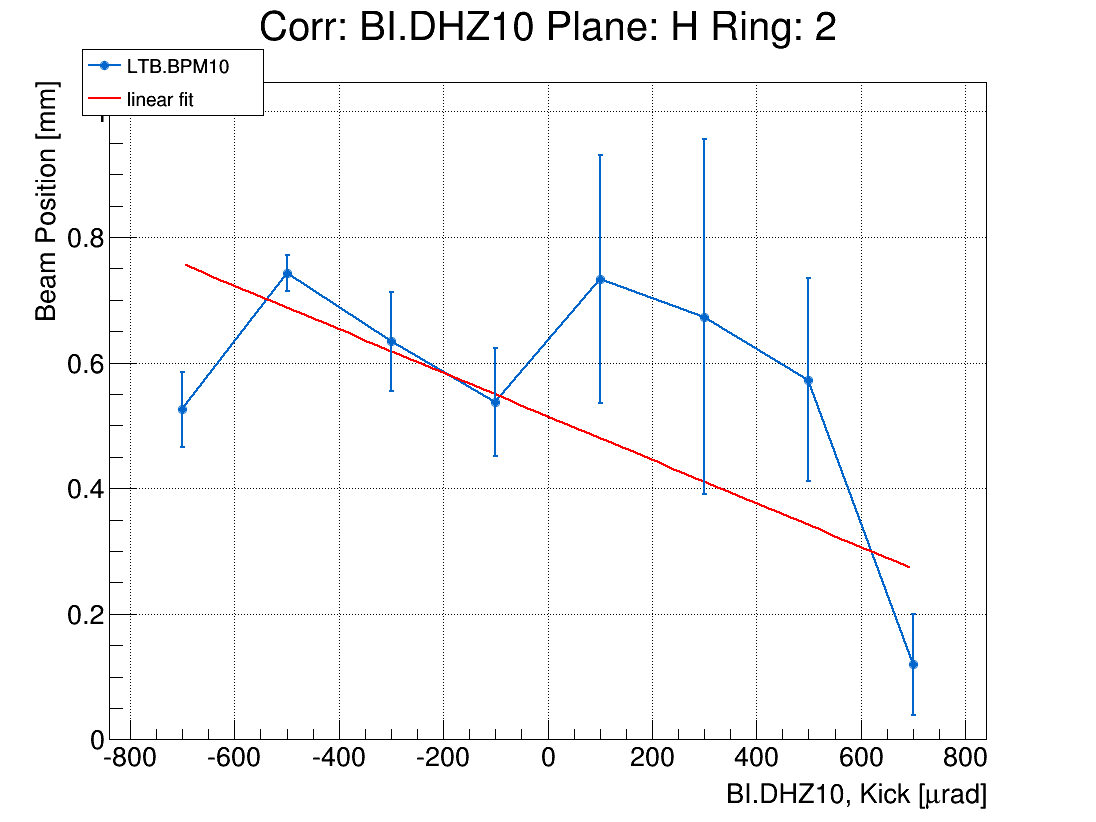 Corr: BI.DHZ10 Plane: H Ring: 2
LTB.BPM10
linear fit
Beam Position [mm]
0.8
0.6
0.4
0.2
0
-800 -600 -400 -200 0 200 400 600 800
BI.DHZ10, Kick [μrad]